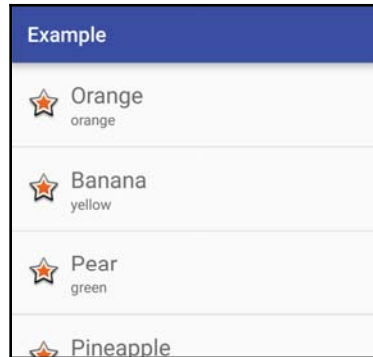 Example
Orange
orange
Banana
yellow
Pear
green
Pineapple